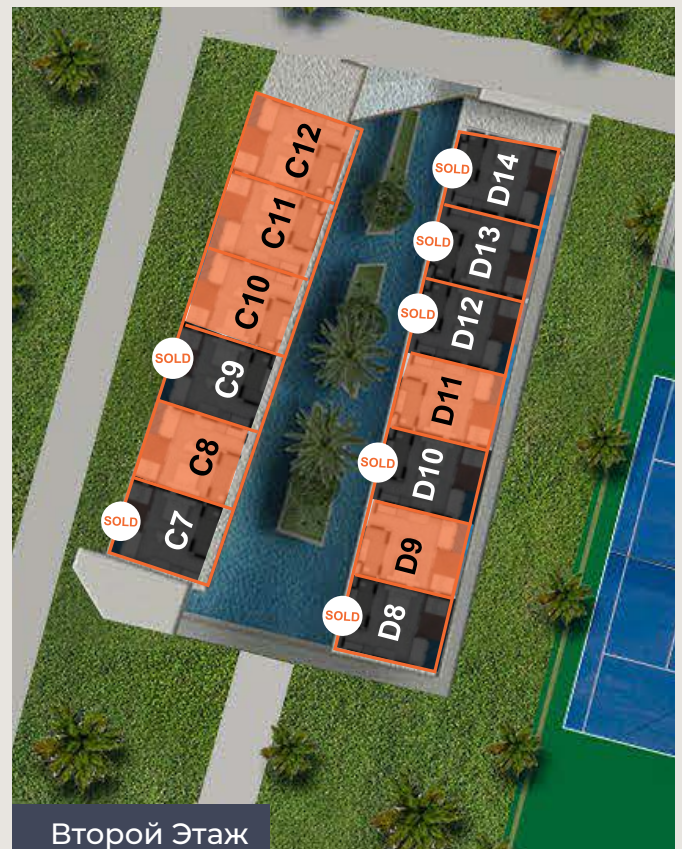 C12
C11
C10
SOLD
C9
C8
SOLD
C7
SOLD
D14
SOLD
D13
SOLD
D12
D11
SOLD
D10
D9
SOLD
D8
Второй Этаж